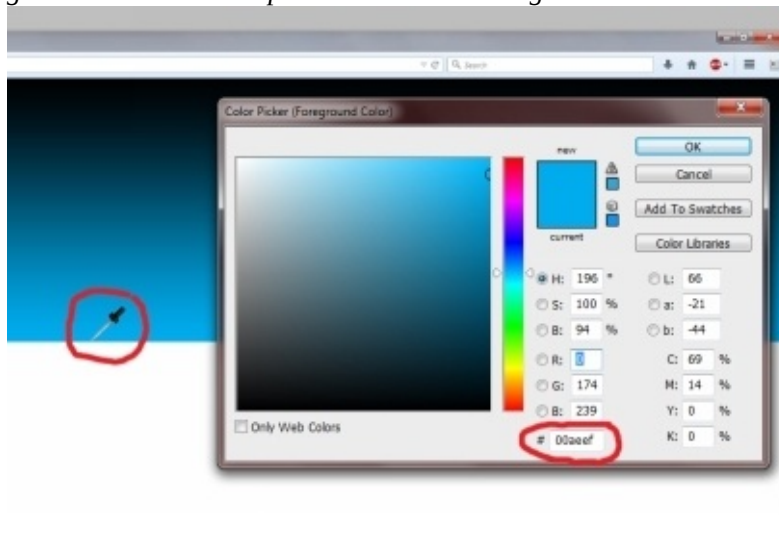 Search
Color Picker (Foreground Color)
new
current
OK
Cancel
Add To Swatches
Color Libraries
H: 196 °
S: 100 %
B: 94 %
R: 0
G: 174
B: 239
# 00aeef
L: 66
a: -21
b: -44
C: 69 %
M: 14 %
Y: 0 %
K: 0 %
Only Web Colors